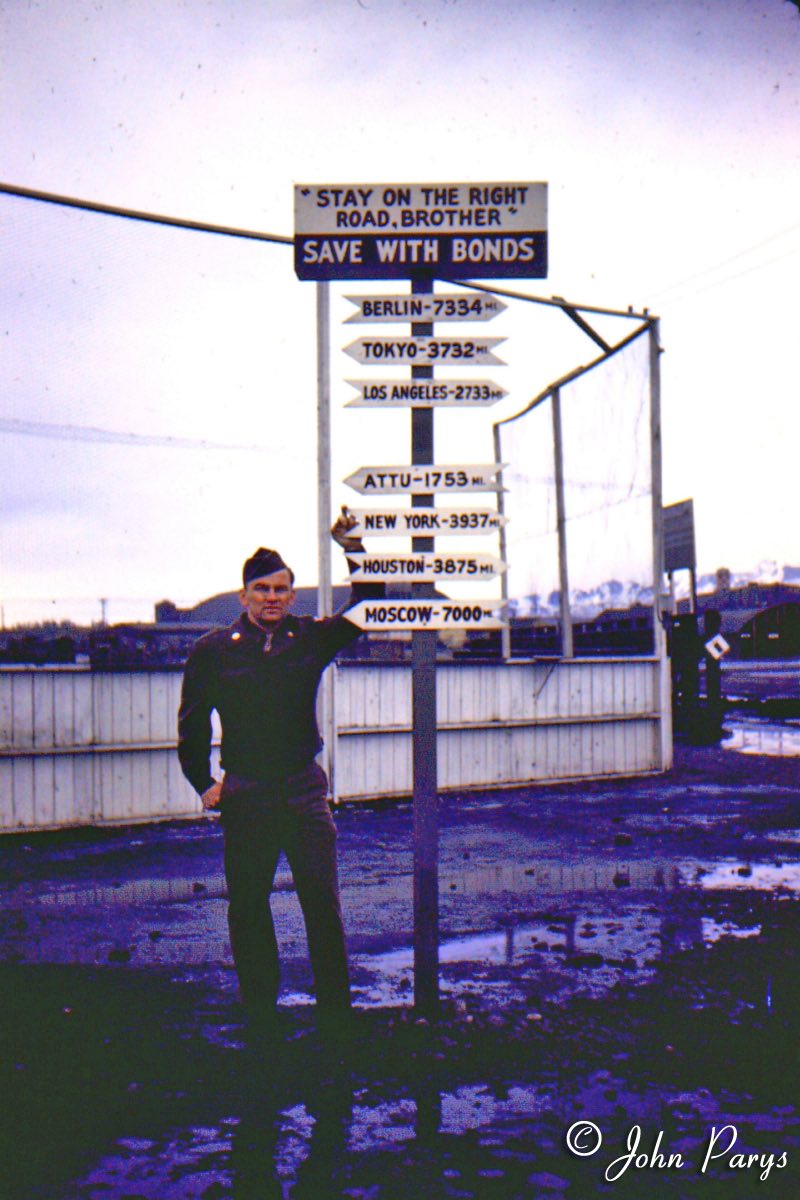 "STAY ON THE RIGHT
ROAD, BROTHER"
SAVE WITH BONDS
BERLIN-7334 MI.
TOKYO-3732 MI.
LOS ANGELES-2733 MI.
ATTU-1753 MI.
NEW YORK-3937 MI.
HOUSTON-3875 MI.
MOSCOW-7000 MI.
© John Parys